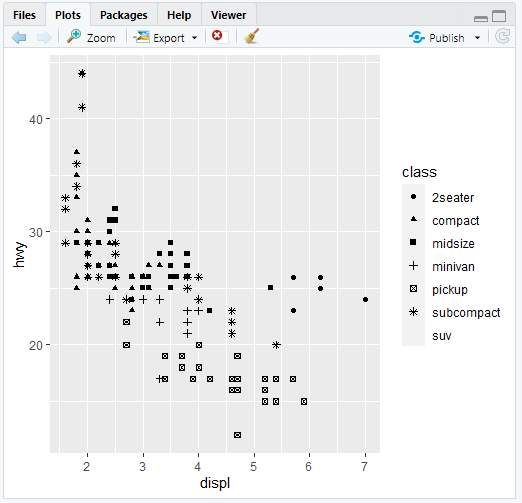 Files Plots Packages Help Viewer
Zoom Export Publish
class
2seater
compact
midsize
minivan
pickup
subcompact
suv
40
30
20
hwy
2 3 4 5 6 7
displ